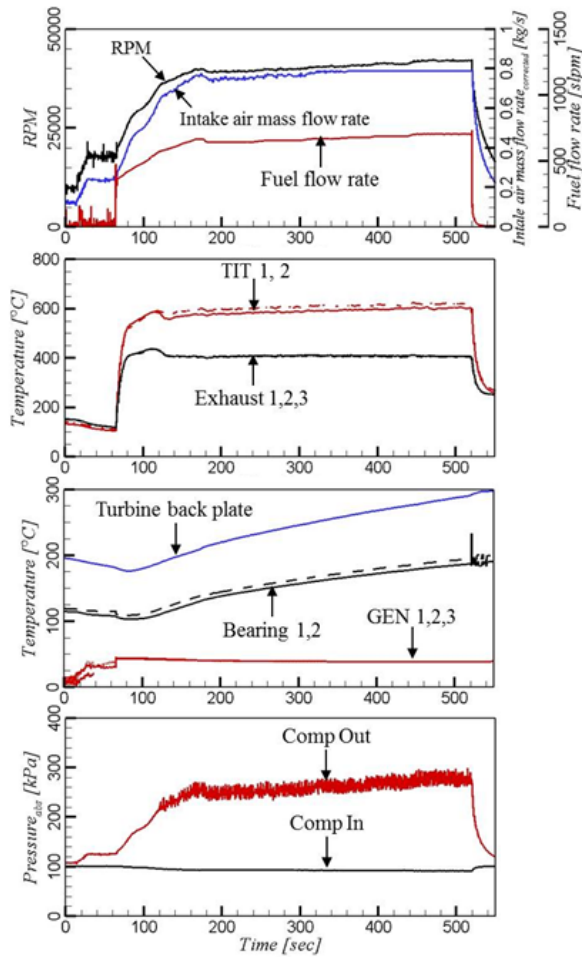 50000
25000
0
RPM
RPM
Intake air mass flow rate
Fuel flow rate
0 100 200 300 400 500
1
0.8
0.6
0.4
0.2
0
Intale air mass flow rate corrected [kg/s]
1500
1000
500
0
Fuel flow rate [slpm]
800
600
400
200
0
Temperature [°C]
TIT 1, 2
Exhaust 1,2,3
0 100 200 300 400 500
300
200
100
0
Temperature [°C]
Turbine back plate
Bearing 1,2
GEN 1,2,3
0 100 200 300 400 500
400
300
200
100
0
Pressure abs [kPa]
Comp Out
Comp In
0 100 200 300 400 500
Time [sec]